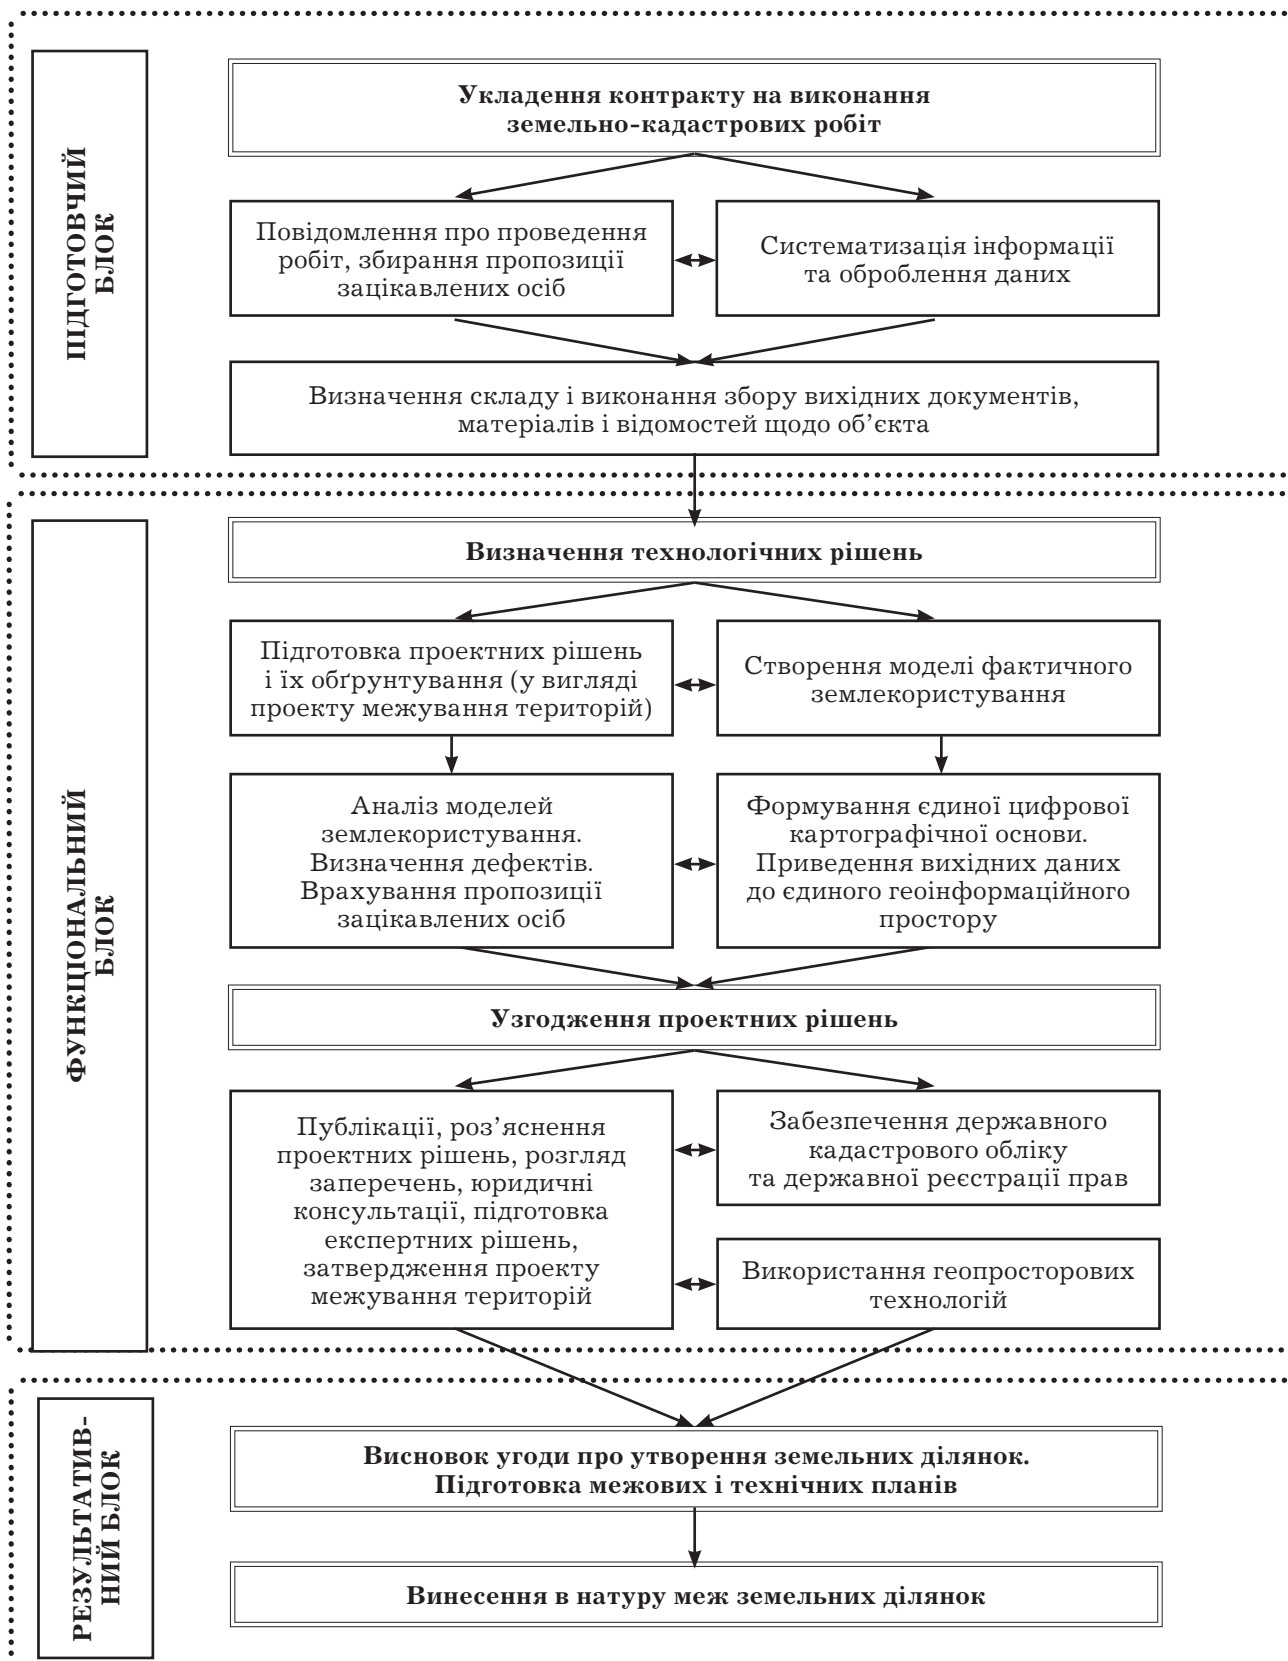 ПІДГОТОВЧИЙ
БЛОК
Укладення контракту на виконання
земельно-кадастрових робіт
Повідомлення про проведення
робіт, збирання пропозиції
зацікавлених осіб
Систематизація інформації
та оброблення даних
Визначення складу і виконання збору вихідних документів,
матеріалів і відомостей щодо об’єкта
ФУНКЦІОНАЛЬНИЙ
БЛОК
Визначення технологічних рішень
Підготовка проектних рішень
і їх обґрунтування (у вигляді
проекту межування територій)
Створення моделі фактичного
землекористування
Аналіз моделей
землекористування.
Визначення дефектів.
Врахування пропозиції
зацікавлених осіб
Формування єдиної цифрової
картографічної основи.
Приведення вихідних даних
до єдиного геоінформаційного
простору
Узгодження проектних рішень
Публікації, роз’яснення
проектних рішень, розгляд
заперечень, юридичні
консультації, підготовка
експертних рішень,
затвердження проекту
межування територій
Забезпечення державного
кадастрового обліку
та державної реєстрації прав
Використання геопросторових
технологій
РЕЗУЛЬТАТИВ-
НИЙ БЛОК
Висновок угоди про утворення земельних ділянок.
Підготовка межових і технічних планів
Винесення в натуру меж земельних ділянок